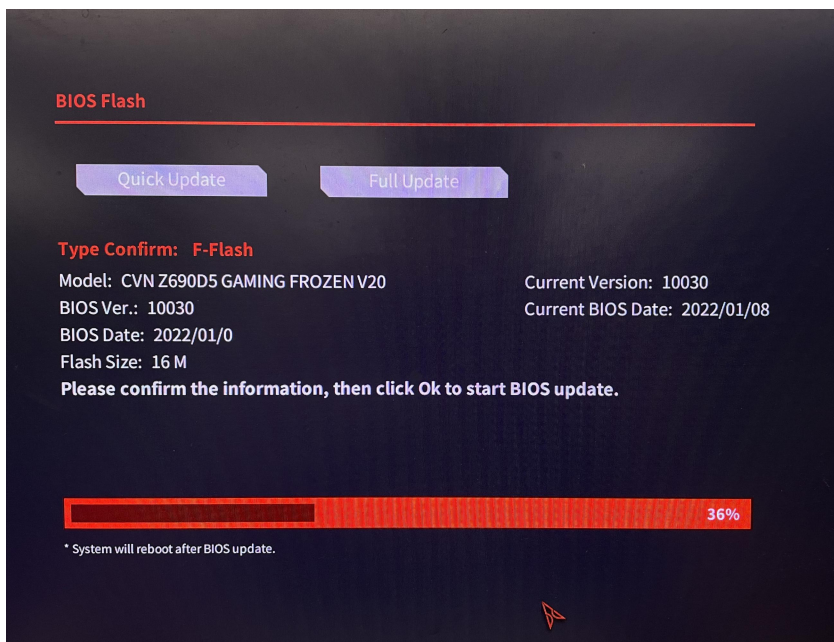 BIOS Flash
Quick Update
Full Update
Type Confirm: F-Flash
Model: CVN Z690D5 GAMING FROZEN V20
Current Version: 10030
BIOS Ver.: 10030
Current BIOS Date: 2022/01/08
BIOS Date: 2022/01/0
Flash Size: 16 M
Please confirm the information, then click Ok to start BIOS update.
36%
* System will reboot after BIOS update.